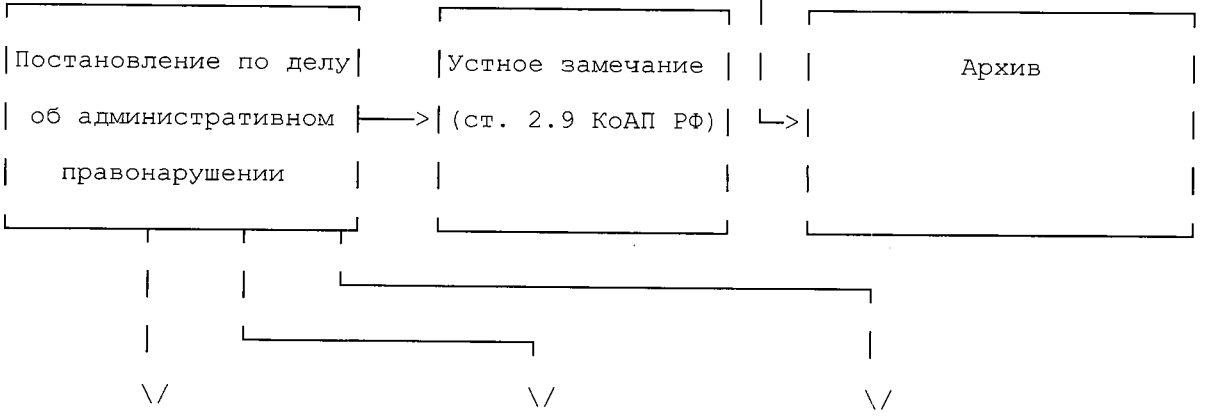 Постановление по делу
об административном
правонарушении
Устное замечание
(ст. 2.9 КоАП РФ)
Архив